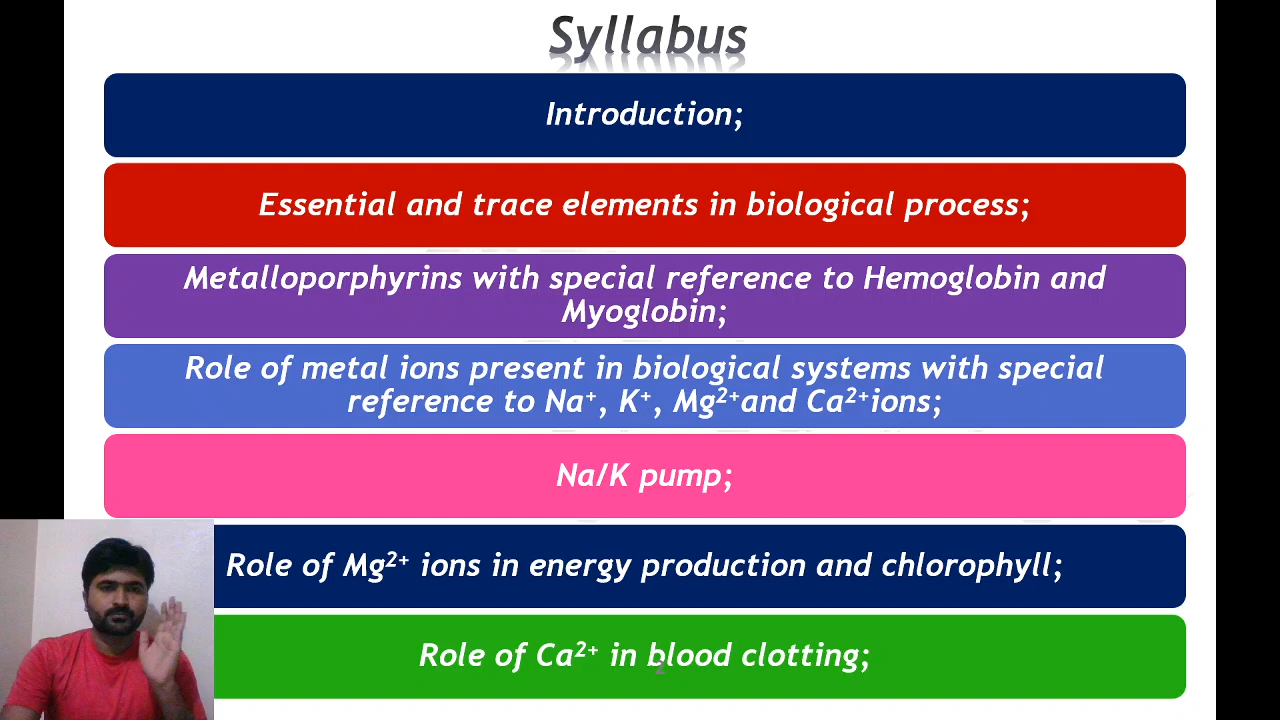 Syllabus
Introduction;
Essential and trace elements in biological process;
Metalloporphyrins with special reference to Hemoglobin and
Myoglobin;
Role of metal ions present in biological systems with special
reference to Na⁺, K⁺, Mg²⁺and Ca²⁺ions;
Na/K pump;
Role of Mg²⁺ ions in energy production and chlorophyll;
Role of Ca²⁺ in blood clotting;
2